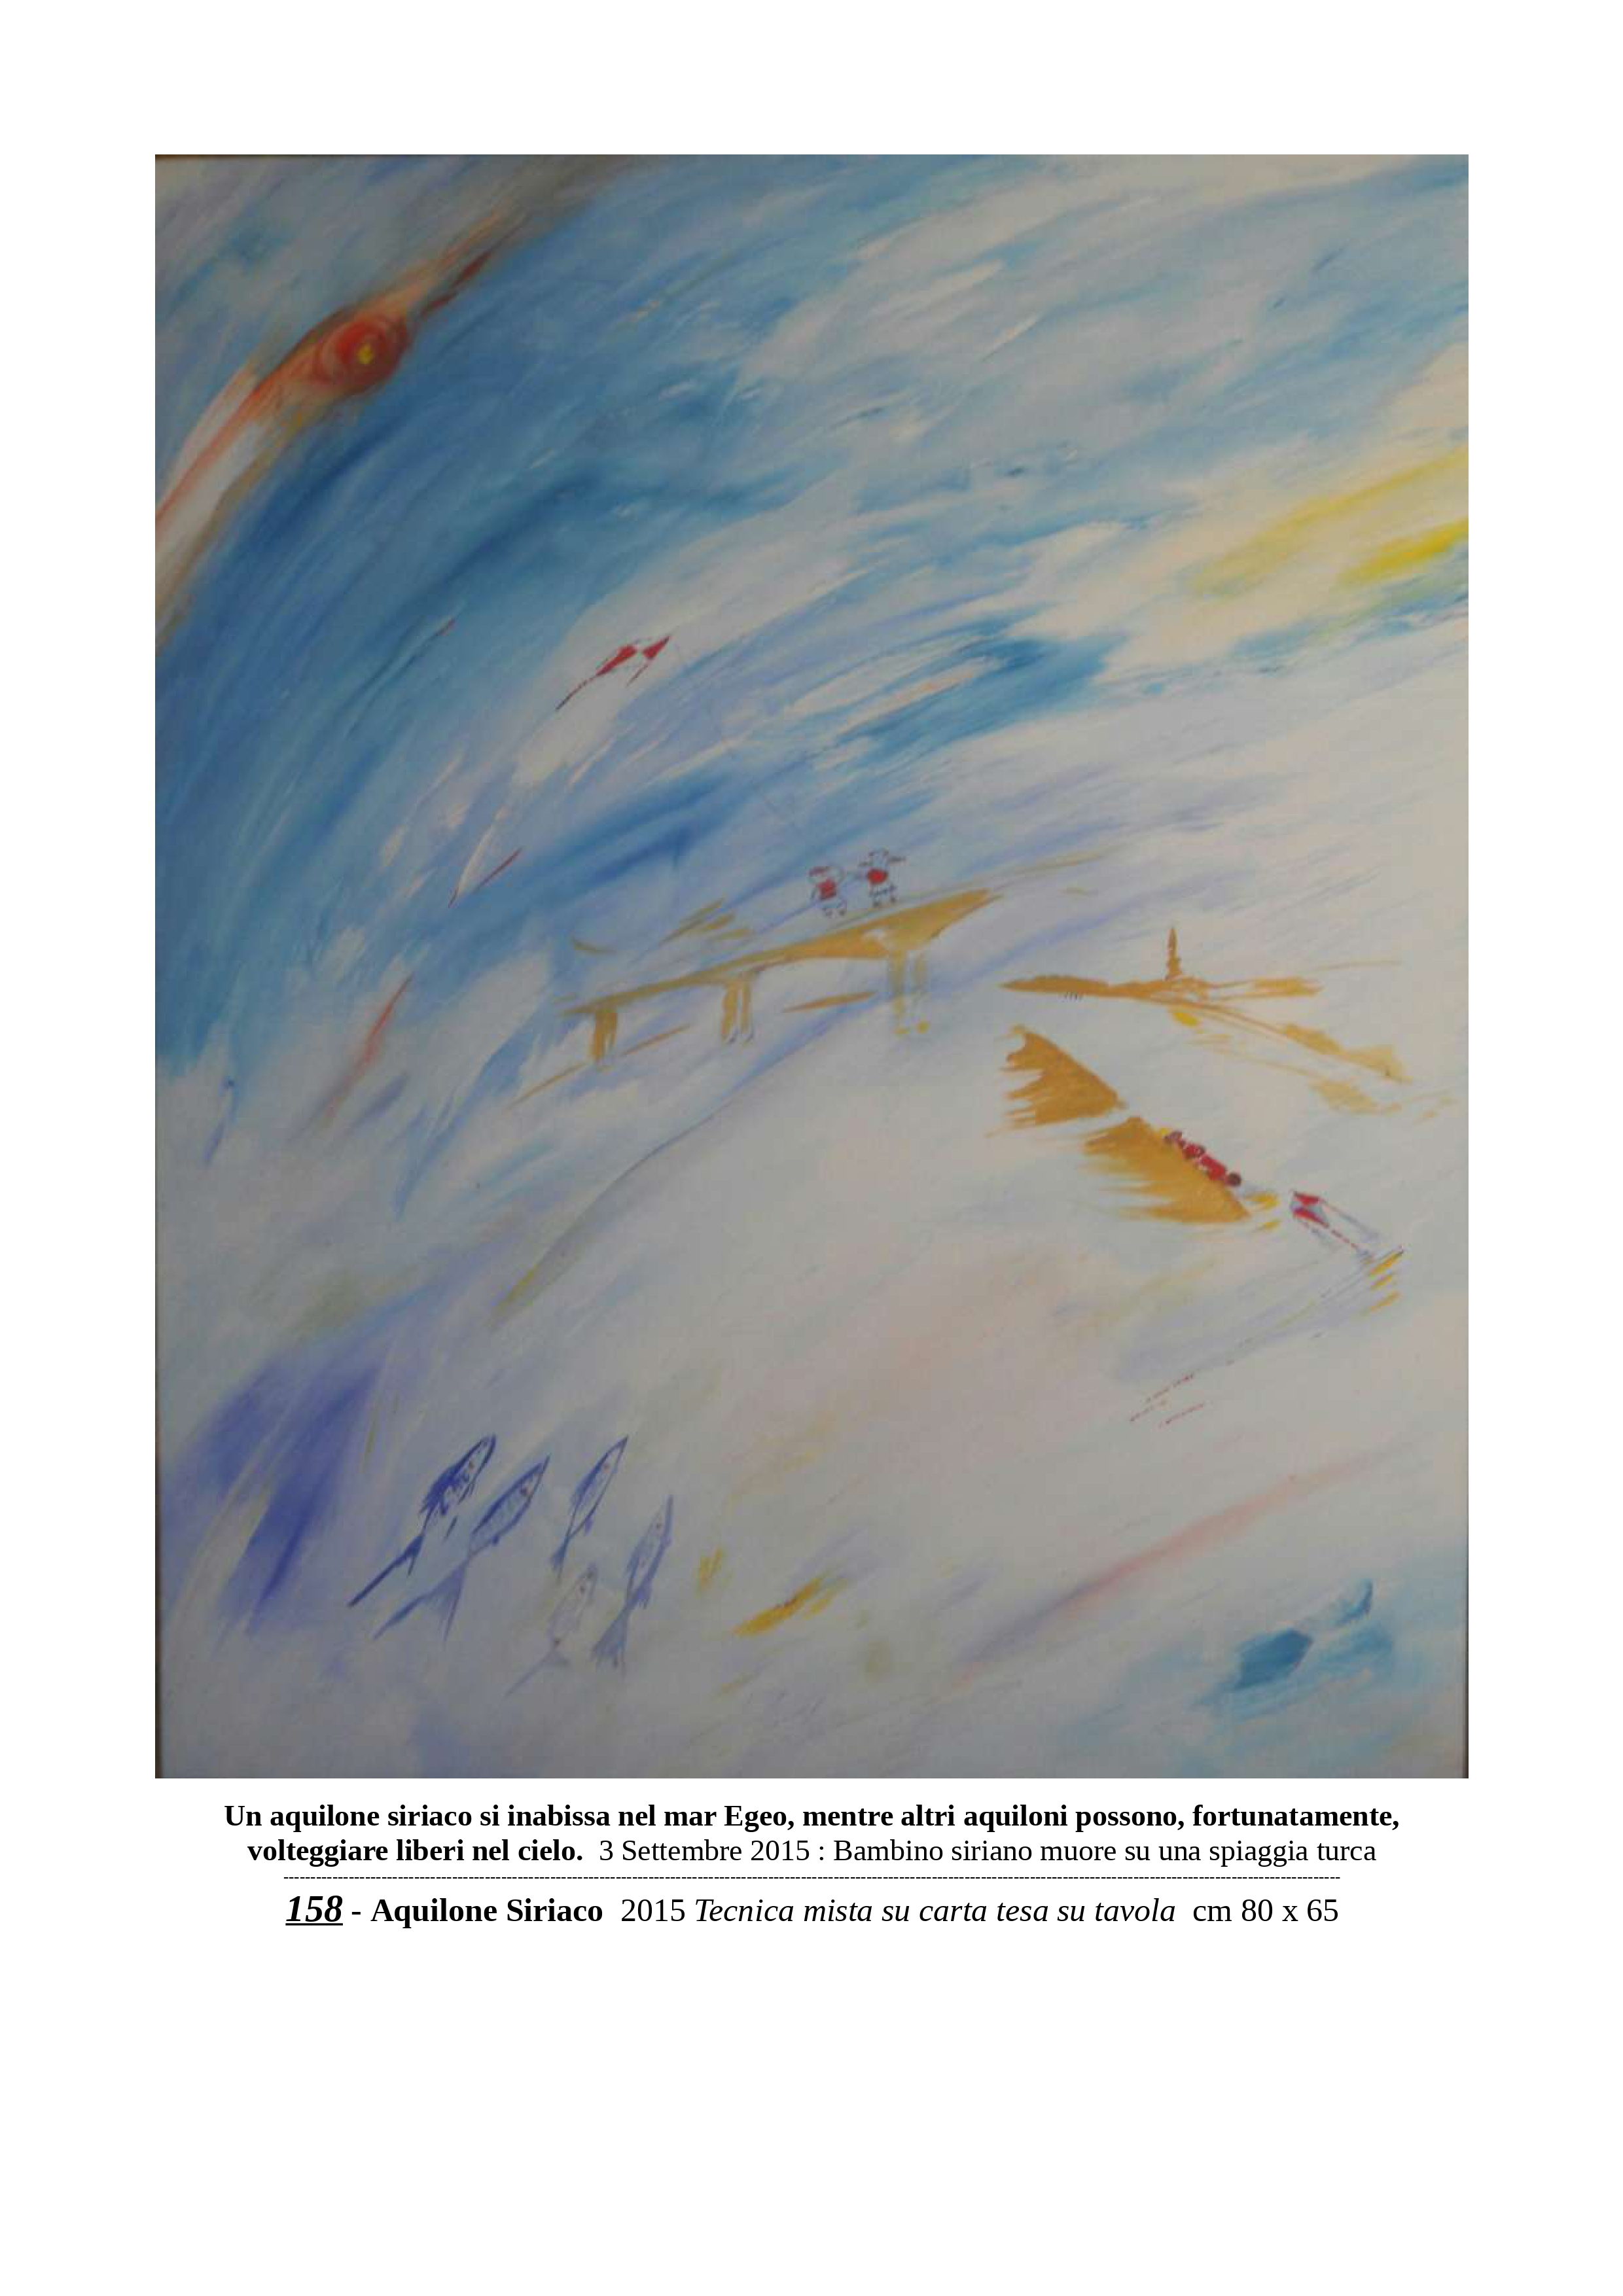 Un aquilone siriaco si inabissa nel mar Egeo, mentre altri aquiloni possono, fortunatamente,
volteggiare liberi nel cielo. 3 Settembre 2015 : Bambino siriano muore su una spiaggia turca
158 - Aquilone Siriaco 2015 Tecnica mista su carta tesa su tavola cm 80 x 65